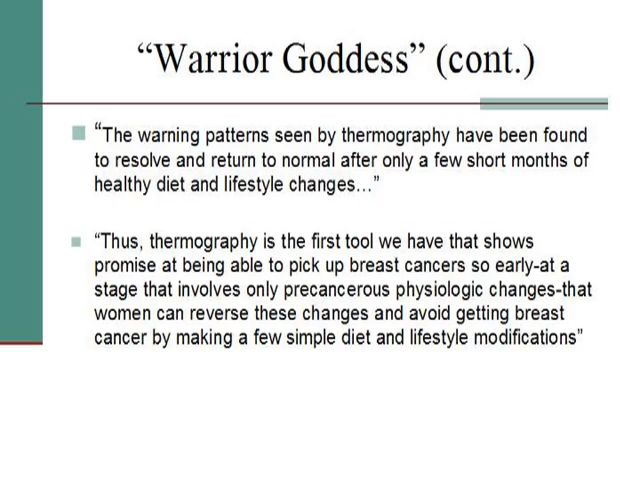 “Warrior Goddess” (cont.)
“The warning patterns seen by thermography have been found
to resolve and return to normal after only a few short months of
healthy diet and lifestyle changes…”
“Thus, thermography is the first tool we have that shows
promise at being able to pick up breast cancers so early-at a
stage that involves only precancerous physiologic changes-that
women can reverse these changes and avoid getting breast
cancer by making a few simple diet and lifestyle modifications”